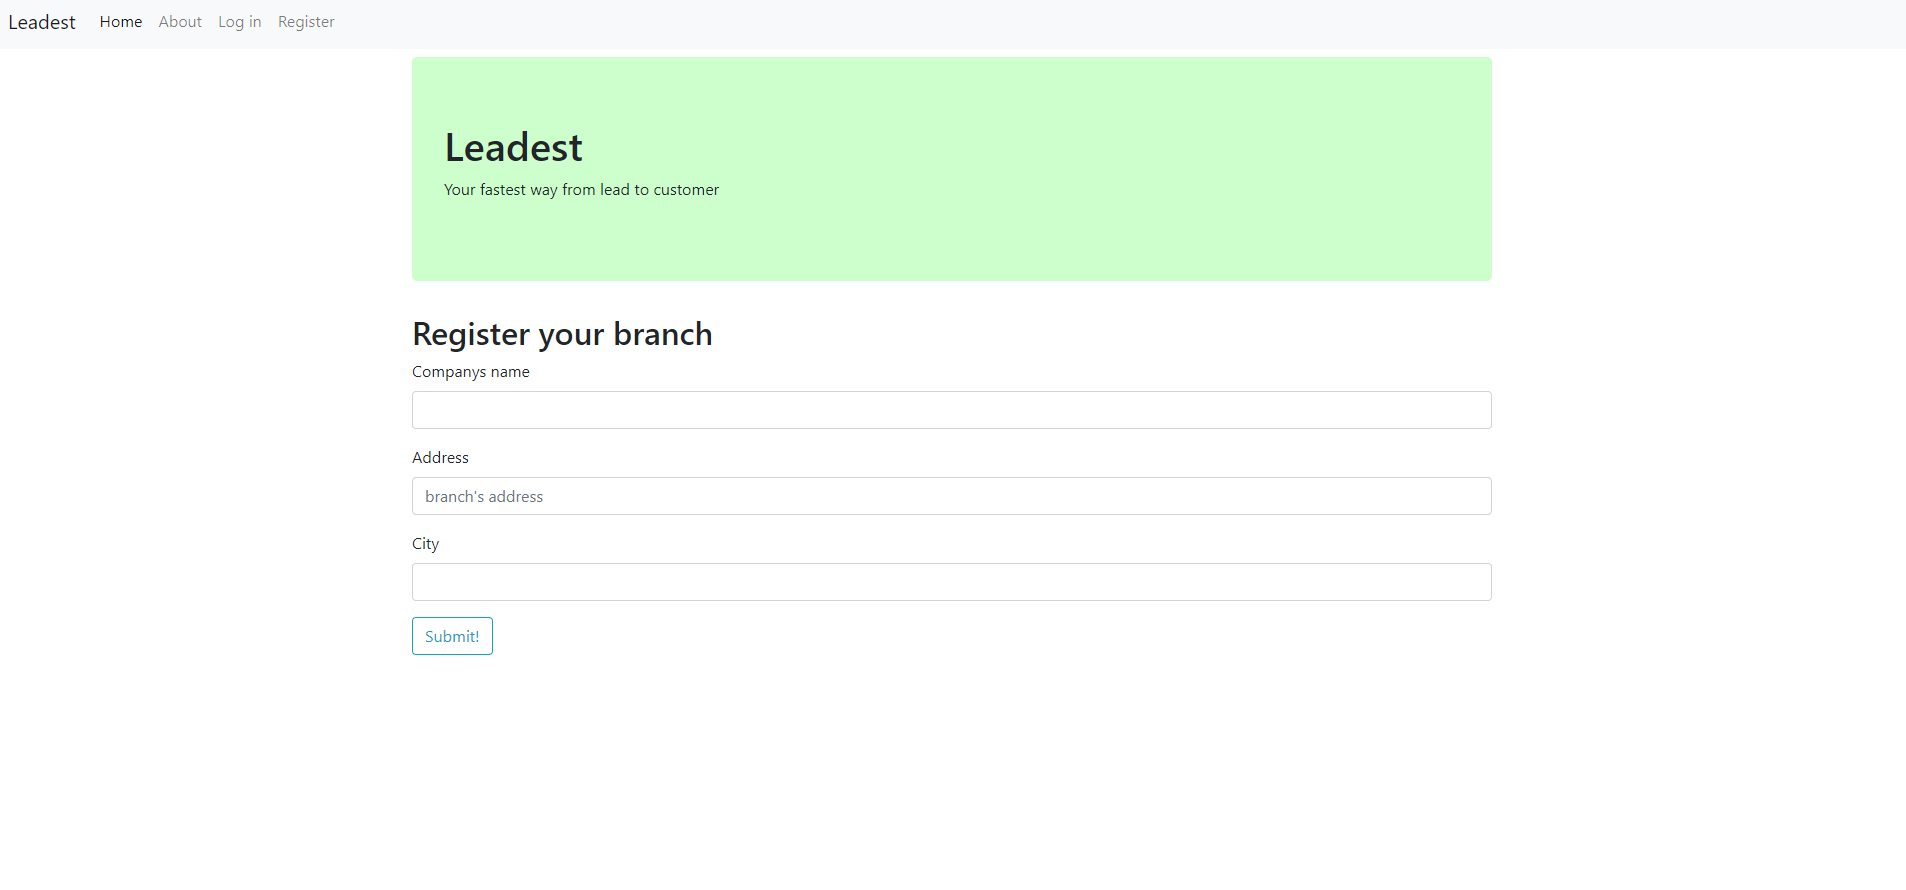 Leadest Home About Log in Register
Leadest
Your fastest way from lead to customer
Register your branch
Companys name
Address
branch's address
City
Submit!